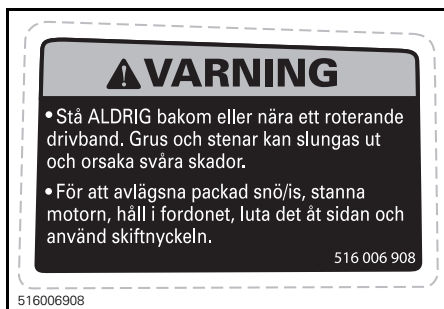 VARNING
• Stå ALDRIG bakom eller nära ett roterande
drivband. Grus och stenar kan slungas ut
och orsaka svåra skador.
• För att avlägsna packad snö/is, stanna
motorn, håll i fordonet, luta det åt sidan och
använd skiftnyckeln.
516 006 908
516006908